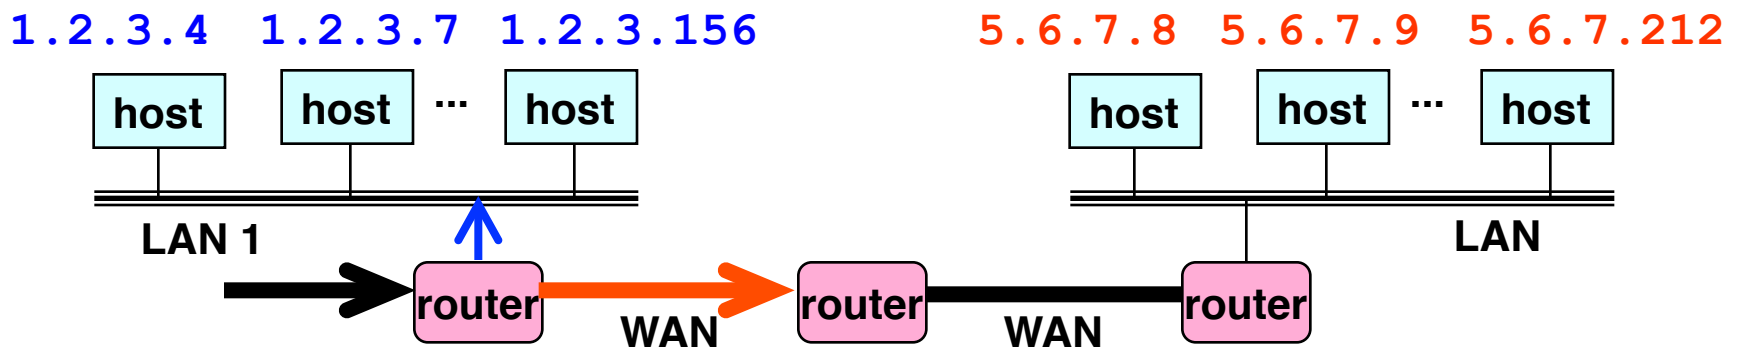 1.2.3.4 1.2.3.7 1.2.3.156 5.6.7.8 5.6.7.9 5.6.7.212
host host ... host host host ... host
LAN 1 LAN
router router router
WAN WAN